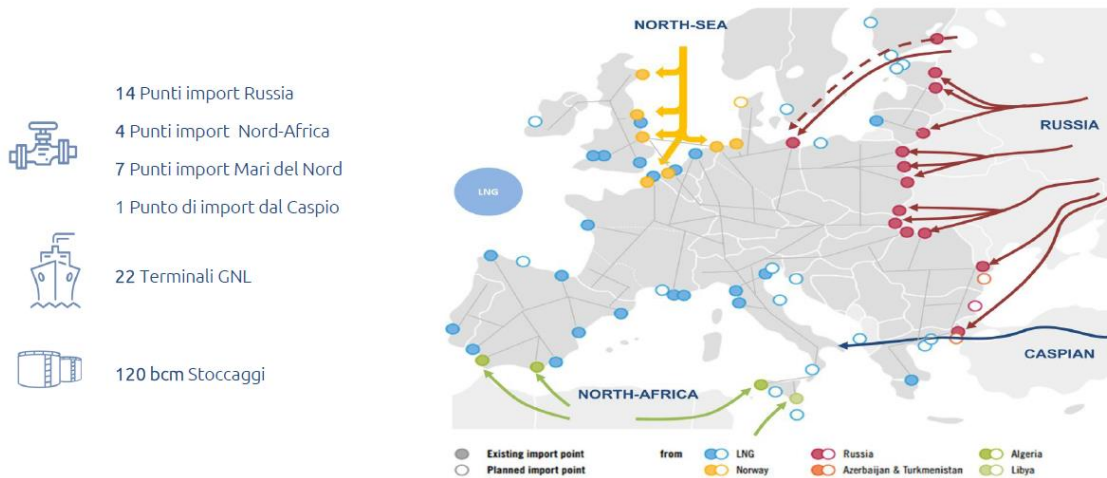 14 Punti import Russia
4 Punti import Nord-Africa
7 Punti import Mari del Nord
1 Punto di import dal Caspio
22 Terminali GNL
120 bcm Stoccaggi
NORTH-SEA
RUSSIA
LNG
CASPIAN
NORTH-AFRICA
Existing import point from LNG Russia Algeria
Planned import point Norway Azerbaijan & Turkmenistan Libya